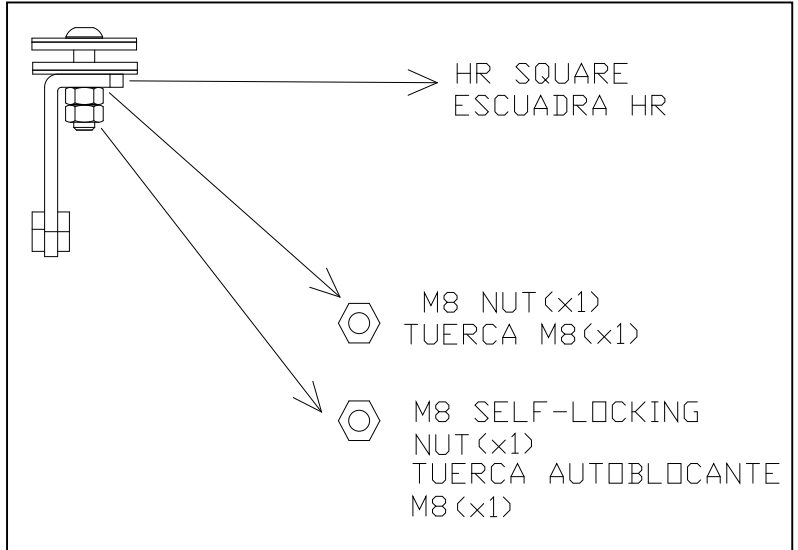 HR SQUARE
ESCUADRA HR
M8 NUT(x1)
TUERCA M8(x1)
M8 SELF-LOCKING
NUT(x1)
TUERCA AUTOBLOCANTE
M8(x1)